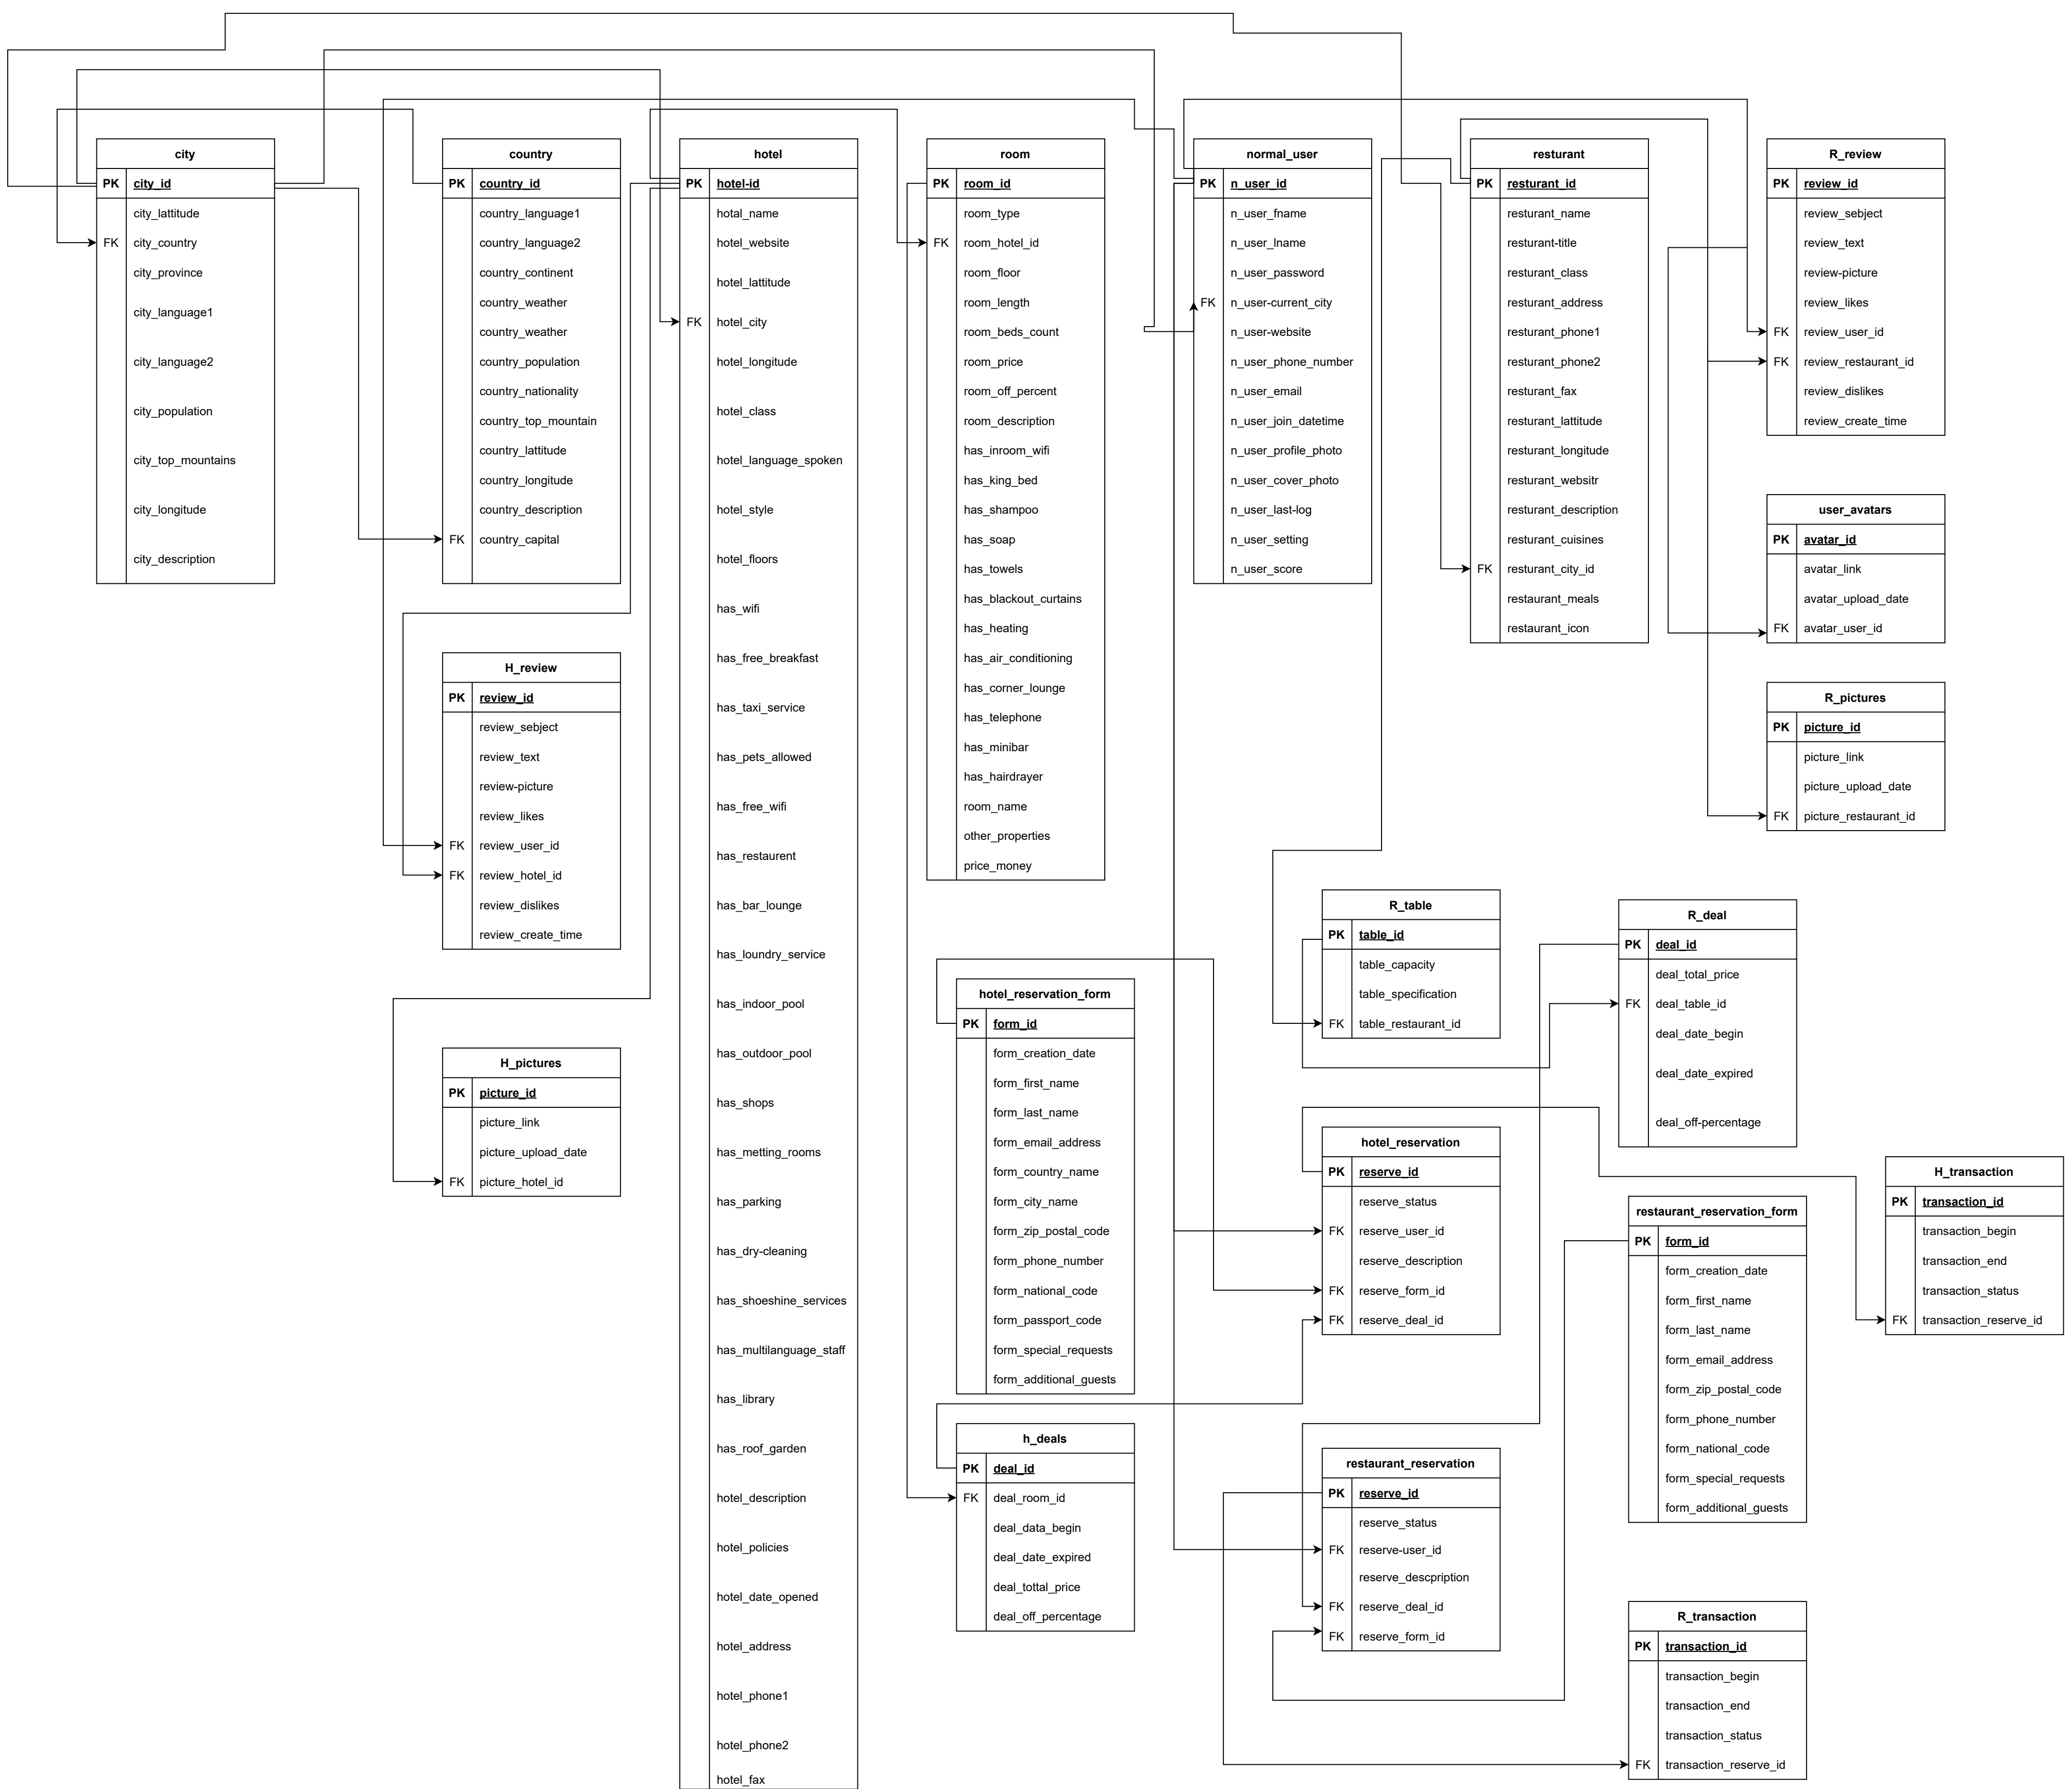 city
PK city_id
city_lattitude
FK city_country
city_province
city_language1
city_language2
city_population
city_top_mountains
city_longitude
city_description
country
PK country_id
country_language1
country_language2
country_continent
country_weather
country_weather
country_population
country_nationality
country_top_mountain
country_lattitude
country_longitude
country_description
FK country_capital
hotel
PK hotel-id
hotal_name
hotel_website
hotel_lattitude
FK hotel_city
hotel_longitude
hotel_class
hotel_language_spoken
hotel_style
hotel_floors
has_wifi
has_free_breakfast
has_taxi_service
has_pets_allowed
has_free_wifi
has_restaurent
has_bar_lounge
has_loundry_service
has_indoor_pool
has_outdoor_pool
has_shops
has_metting_rooms
has_parking
has_dry-cleaning
has_shoeshine_services
has_multilanguage_staff
has_library
has_roof_garden
hotel_description
hotel_policies
hotel_date_opened
hotel_address
hotel_phone1
hotel_phone2
hotel_fax
room
PK room_id
room_type
FK room_hotel_id
room_floor
room_length
room_beds_count
room_price
room_off_percent
room_description
has_inroom_wifi
has_king_bed
has_shampoo
has_soap
has_towels
has_blackout_curtains
has_heating
has_air_conditioning
has_corner_lounge
has_telephone
has_minibar
has_hairdrayer
room_name
other_properties
price_money
normal_user
PK n_user_id
n_user_fname
n_user_lname
n_user_password
FK n_user-current_city
n_user-website
n_user_phone_number
n_user_email
n_user_join_datetime
n_user_profile_photo
n_user_cover_photo
n_user_last-log
n_user_setting
n_user_score
resturant
PK resturant_id
resturant_name
resturant-title
resturant_class
resturant_address
resturant_phone1
resturant_phone2
resturant_fax
resturant_lattitude
resturant_longitude
resturant_websitr
resturant_description
resturant_cuisines
FK resturant_city_id
restaurant_meals
restaurant_icon
R_review
PK review_id
review_sebject
review_text
review-picture
review_likes
FK review_user_id
FK review_restaurant_id
review_dislikes
review_create_time
user_avatars
PK avatar_id
avatar_link
avatar_upload_date
FK avatar_user_id
R_pictures
PK picture_id
picture_link
picture_upload_date
FK picture_restaurant_id
H_review
PK review_id
review_sebject
review_text
review-picture
review_likes
FK review_user_id
FK review_hotel_id
review_dislikes
review_create_time
H_pictures
PK picture_id
picture_link
picture_upload_date
FK picture_hotel_id
R_table
PK table_id
table_capacity
table_specification
FK table_restaurant_id
R_deal
PK deal_id
deal_total_price
FK deal_table_id
deal_date_begin
deal_date_expired
deal_off-percentage
hotel_reservation_form
PK form_id
form_creation_date
form_first_name
form_last_name
form_email_address
form_country_name
form_city_name
form_zip_postal_code
form_phone_number
form_national_code
form_passport_code
form_special_requests
form_additional_guests
hotel_reservation
PK reserve_id
reserve_status
FK reserve_user_id
reserve_description
FK reserve_form_id
FK reserve_deal_id
H_transaction
PK transaction_id
transaction_begin
transaction_end
transaction_status
FK transaction_reserve_id
restaurant_reservation_form
PK form_id
form_creation_date
form_first_name
form_last_name
form_email_address
form_zip_postal_code
form_phone_number
form_national_code
form_special_requests
form_additional_guests
h_deals
PK deal_id
FK deal_room_id
deal_data_begin
deal_date_expired
deal_tottal_price
deal_off_percentage
restaurant_reservation
PK reserve_id
reserve_status
FK reserve-user_id
reserve_descpription
FK reserve_deal_id
FK reserve_form_id
R_transaction
PK transaction_id
transaction_begin
transaction_end
transaction_status
FK transaction_reserve_id